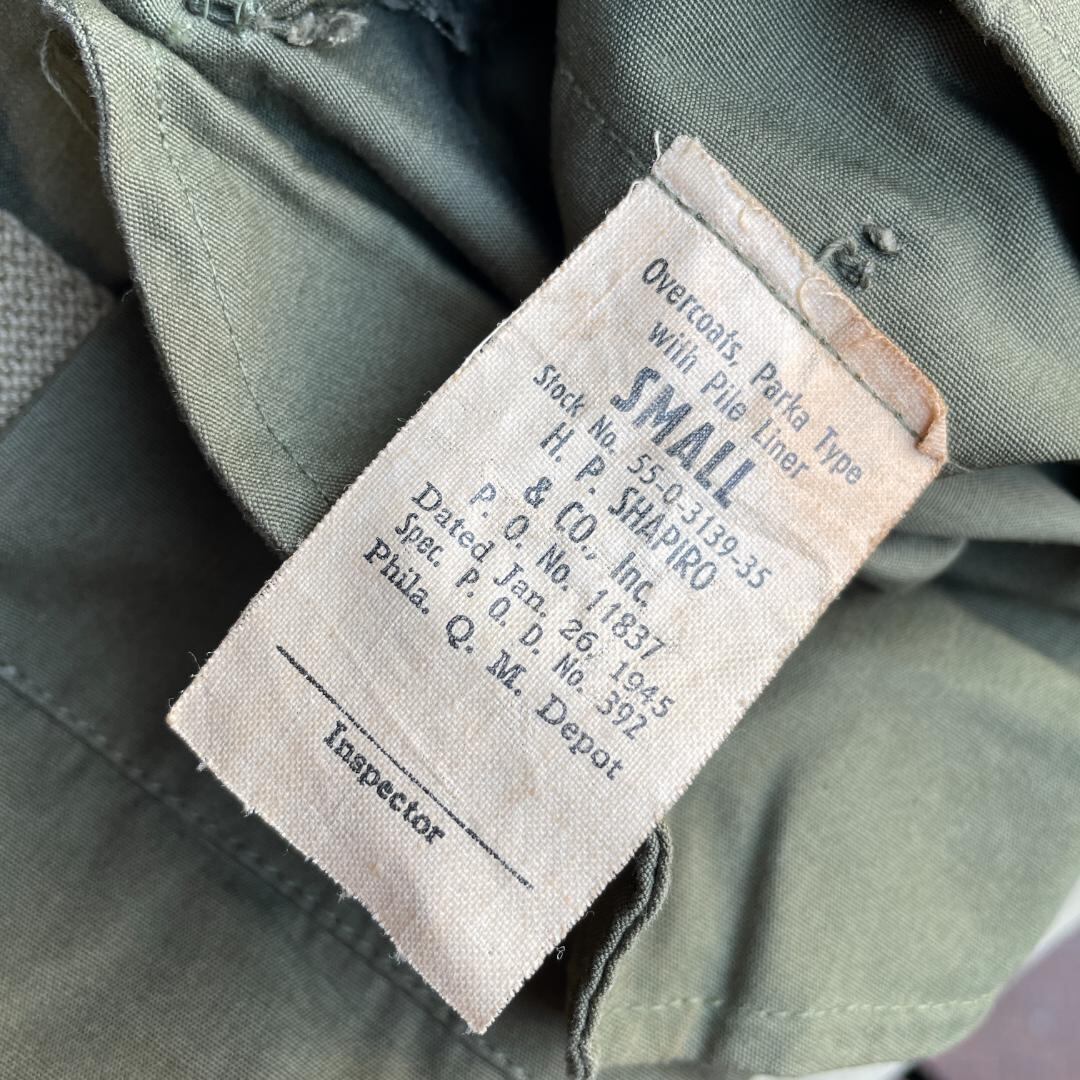 Overcoats, Parka Type
with Pile Liner
SMALL
Stock No. 55-0-3139-35
H. P. SHAPIRO
& CO., Inc.
P. O. No. 11837
Dated Jan. 26, 1945
Spec. P. Q. D. No. 392
Phila. Q. M. Depot
Inspector